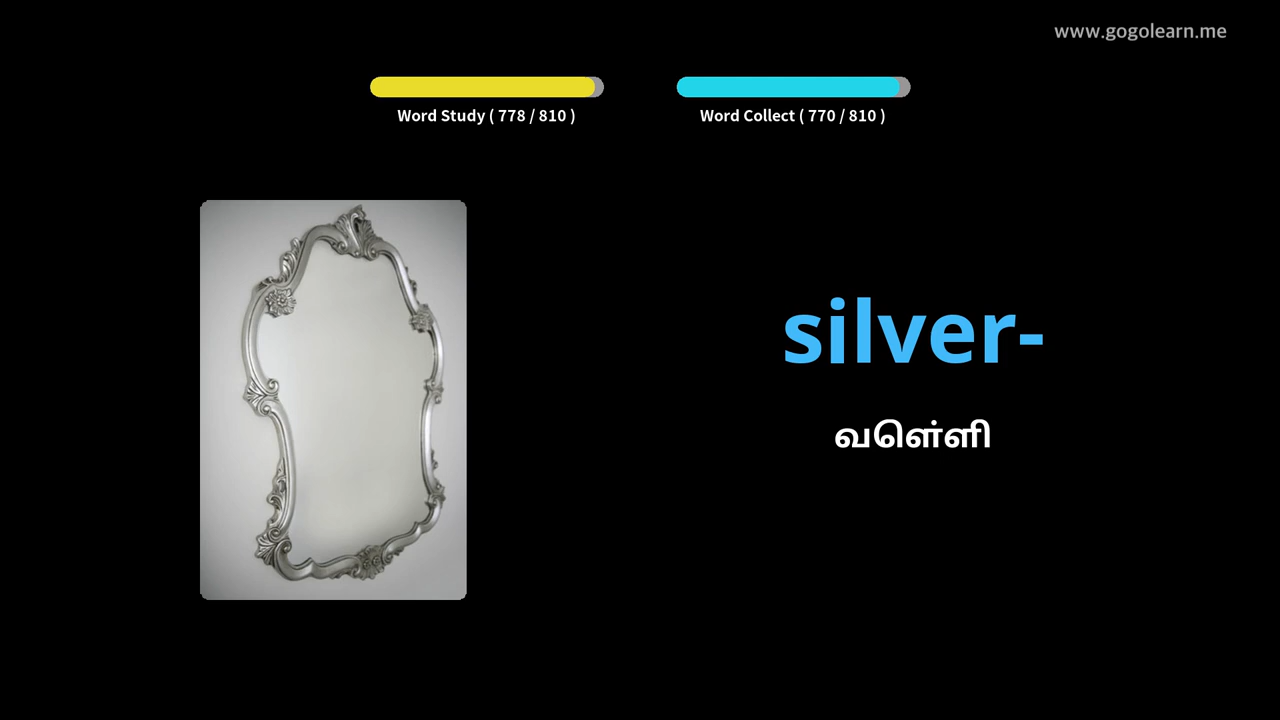 www.gogolearn.me
Word Study ( 778 / 810 )
Word Collect ( 770 / 810 )
silver-
வெள்ளி